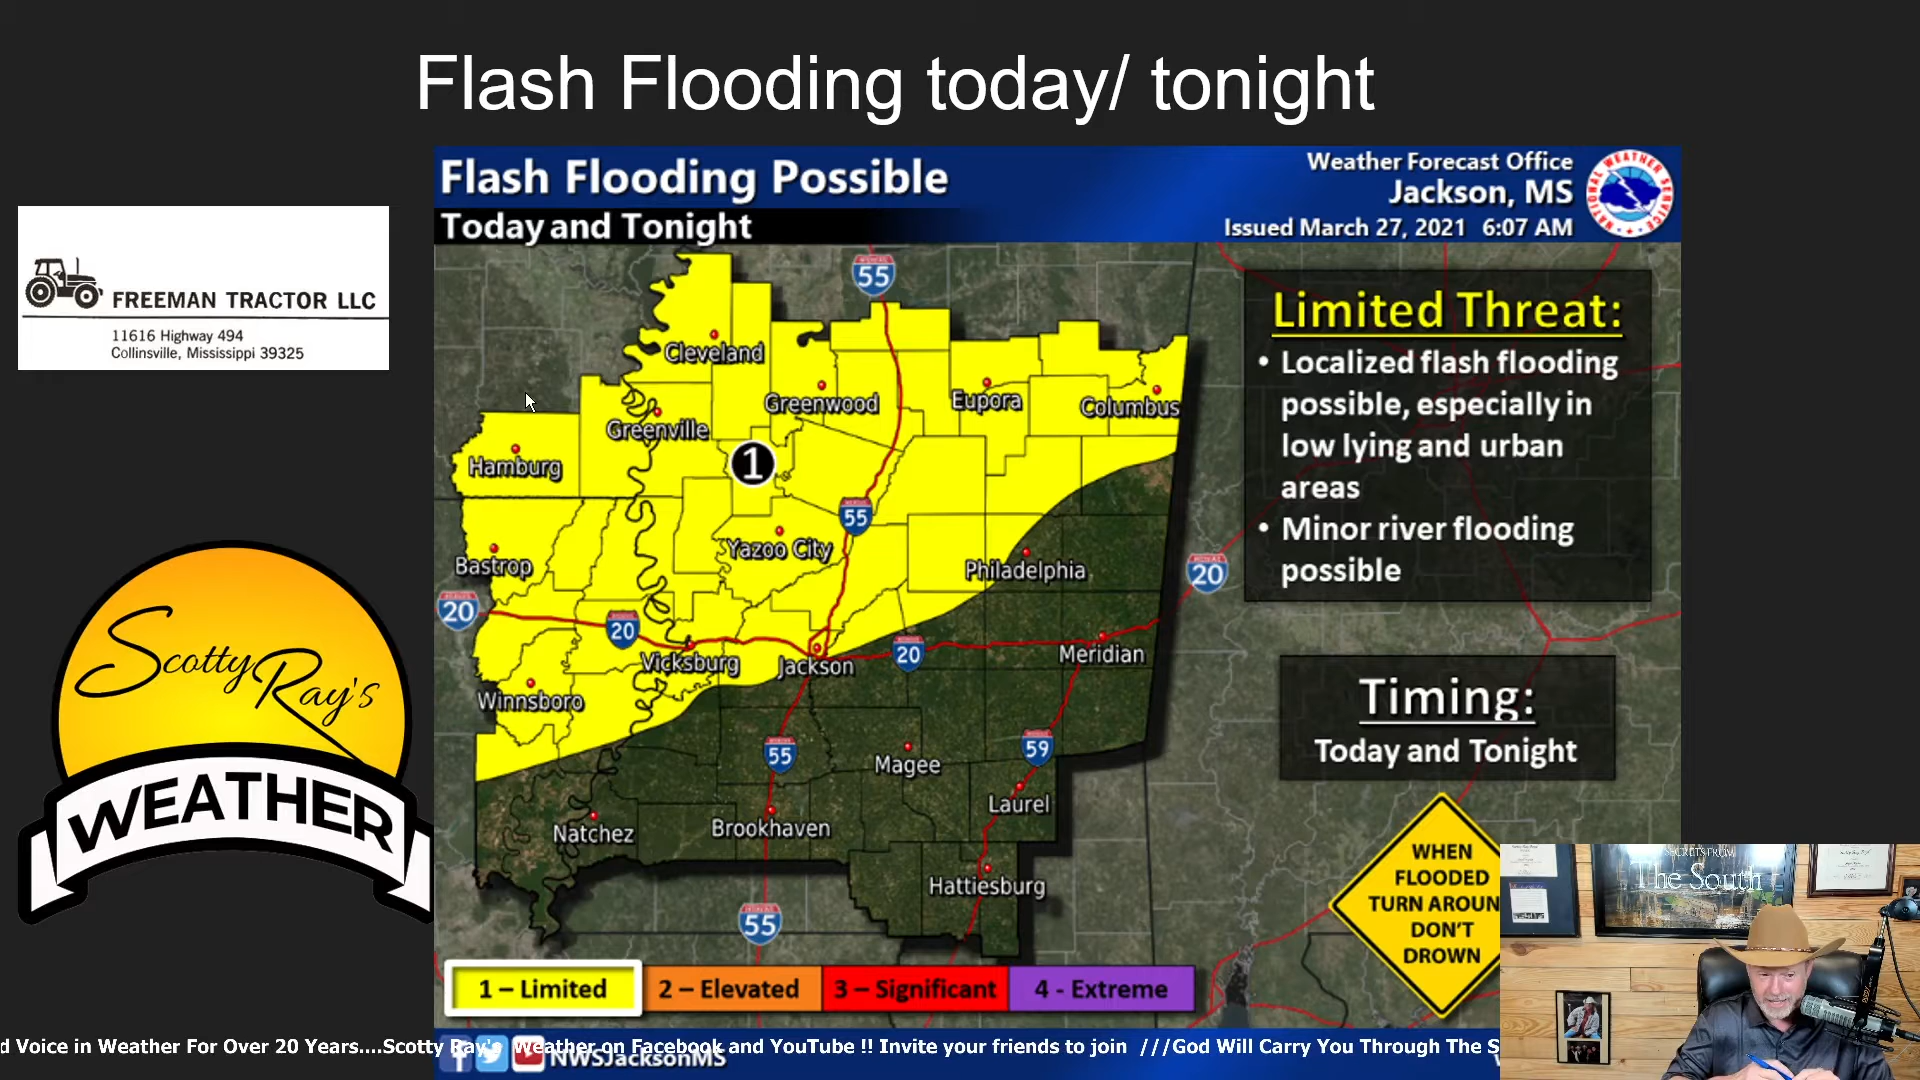 Flash Flooding today/ tonight
FREEMAN TRACTOR LLC
11616 Highway 494
Collinsville, Mississippi 39325
Scotty Ray's
WEATHER
Flash Flooding Possible
Today and Tonight
Weather Forecast Office
Jackson, MS
Issued March 27, 2021 6:07 AM
NATIONAL WEATHER SERVICE
55
Cleveland
Greenwood
Eupora
Columbus
Greenville
Hamburg
1
55
Yazoo City
Bastrop
Philadelphia
20
20
20
20
Vicksburg
Jackson
Meridian
Winnsboro
55
59
Magee
Laurel
Natchez
Brookhaven
Hattiesburg
55
Limited Threat:
• Localized flash flooding
possible, especially in
low lying and urban
areas
• Minor river flooding
possible
Timing:
Today and Tonight
WHEN
FLOODED
TURN AROUN
DON'T
DROWN
1 – Limited
2 – Elevated
3 – Significant
4 - Extreme
NWSJacksonMS
d Voice in Weather For Over 20 Years....Scotty Ray's Weather on Facebook and YouTube !! Invite your friends to join ///God Will Carry You Through The S
SECRETS FROM
The South